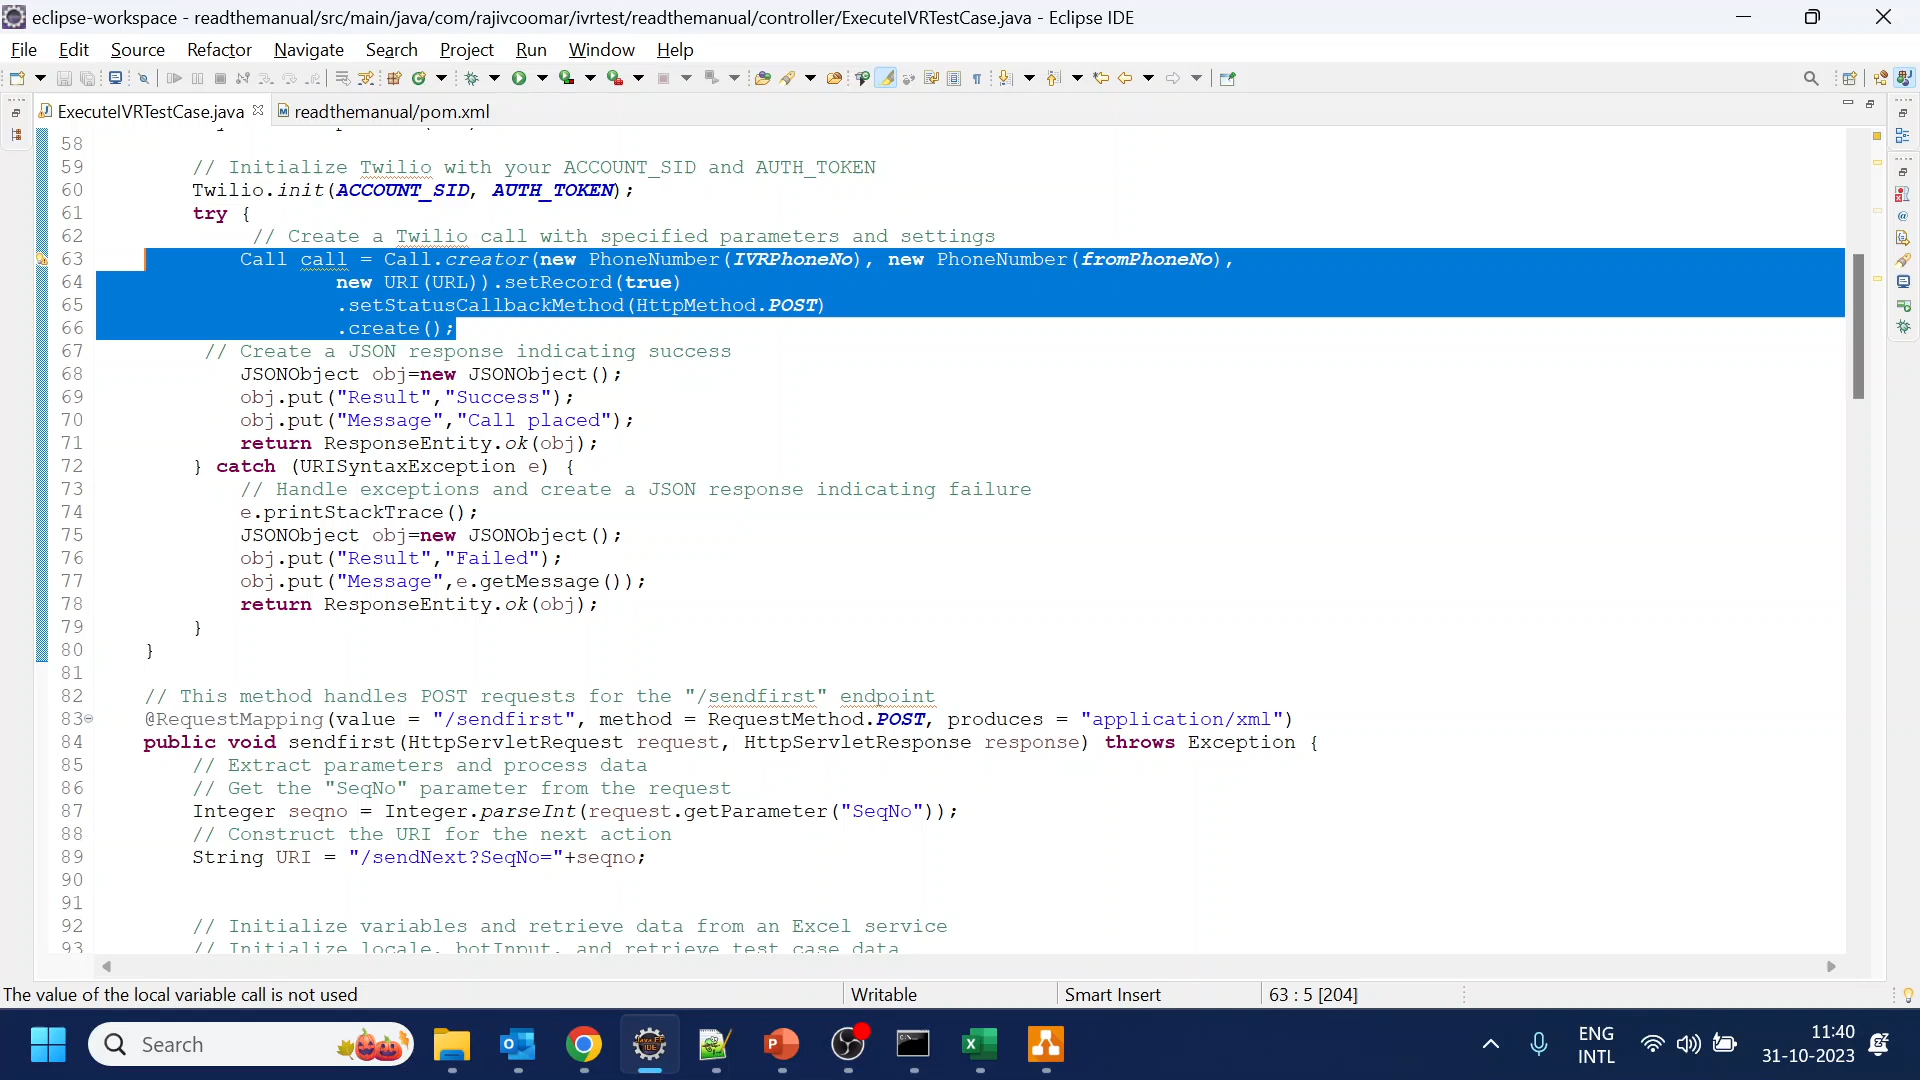 eclipse-workspace - readthemanual/src/main/java/com/rajivcoomar/ivrtest/readthemanual/controller/ExecuteIVRTestCase.java - Eclipse IDE
File Edit Source Refactor Navigate Search Project Run Window Help
ExecuteIVRTestCase.java readthemanual/pom.xml
58
59 // Initialize Twilio with your ACCOUNT_SID and AUTH_TOKEN
60 Twilio.init(ACCOUNT_SID, AUTH_TOKEN);
61 try {
62 // Create a Twilio call with specified parameters and settings
63 Call call = Call.creator(new PhoneNumber(IVRPhoneNo), new PhoneNumber(fromPhoneNo),
64 new URI(URL)).setRecord(true)
65 .setStatusCallbackMethod(HttpMethod.POST)
66 .create();
67 // Create a JSON response indicating success
68 JSONObject obj=new JSONObject();
69 obj.put("Result","Success");
70 obj.put("Message","Call placed");
71 return ResponseEntity.ok(obj);
72 } catch (URISyntaxException e) {
73 // Handle exceptions and create a JSON response indicating failure
74 e.printStackTrace();
75 JSONObject obj=new JSONObject();
76 obj.put("Result","Failed");
77 obj.put("Message",e.getMessage());
78 return ResponseEntity.ok(obj);
79 }
80 }
81
82 // This method handles POST requests for the "/sendfirst" endpoint
83 @RequestMapping(value = "/sendfirst", method = RequestMethod.POST, produces = "application/xml")
84 public void sendfirst(HttpServletRequest request, HttpServletResponse response) throws Exception {
85 // Extract parameters and process data
86 // Get the "SeqNo" parameter from the request
87 Integer seqno = Integer.parseInt(request.getParameter("SeqNo"));
88 // Construct the URI for the next action
89 String URI = "/sendNext?SeqNo="+seqno;
90
91
92 // Initialize variables and retrieve data from an Excel service
93 // Initialize locale, botInput, and retrieve test case data
The value of the local variable call is not used Writable Smart Insert 63 : 5 [204]
Search ENG 11:40
INTL 31-10-2023